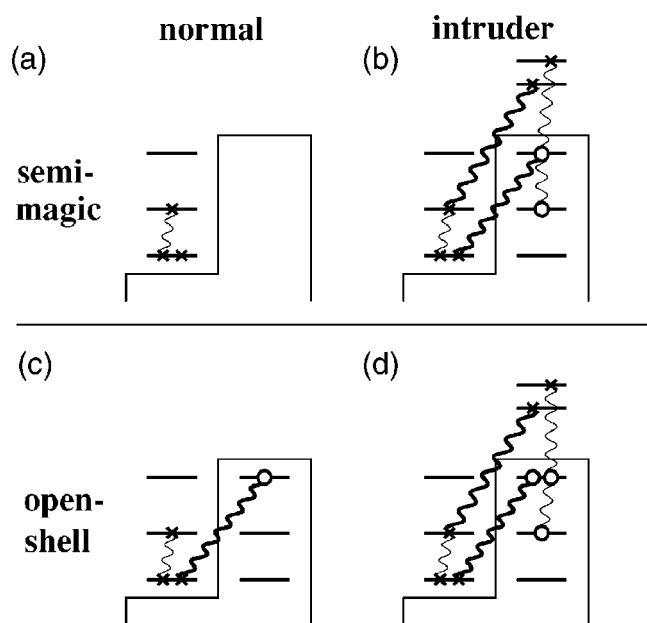 normal
intruder
(a)
(b)
semi-
magic
(c)
(d)
open-
shell